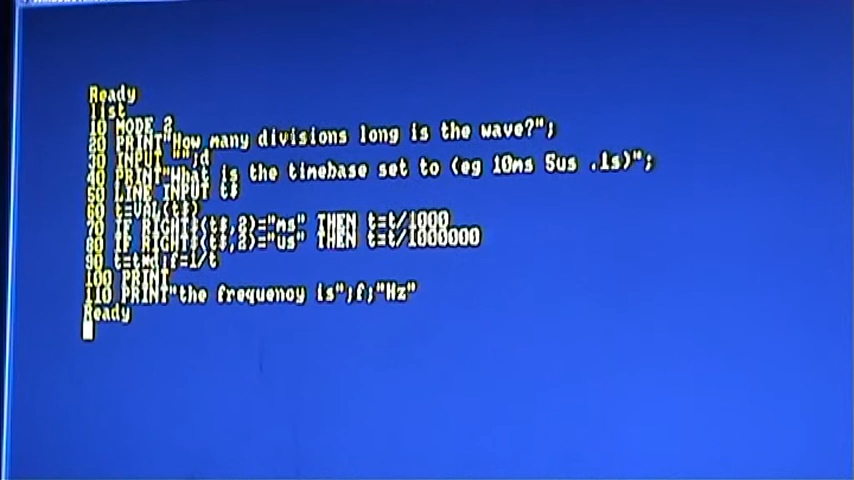 Ready
list
10 MODE 2
20 PRINT"How many divisions long is the wave?";
30 INPUT "";d
40 PRINT"What is the timebase set to (eg 10ms 5us .1s)";
50 LINE INPUT t$
60 t=VAL(t$)
70 IF RIGHT$(t$,2)="ms" THEN t=t/1000
80 IF RIGHT$(t$,2)="us" THEN t=t/1000000
90 t=t*d;f=1/t
100 PRINT
110 PRINT"the frequency is";f;"Hz"
Ready